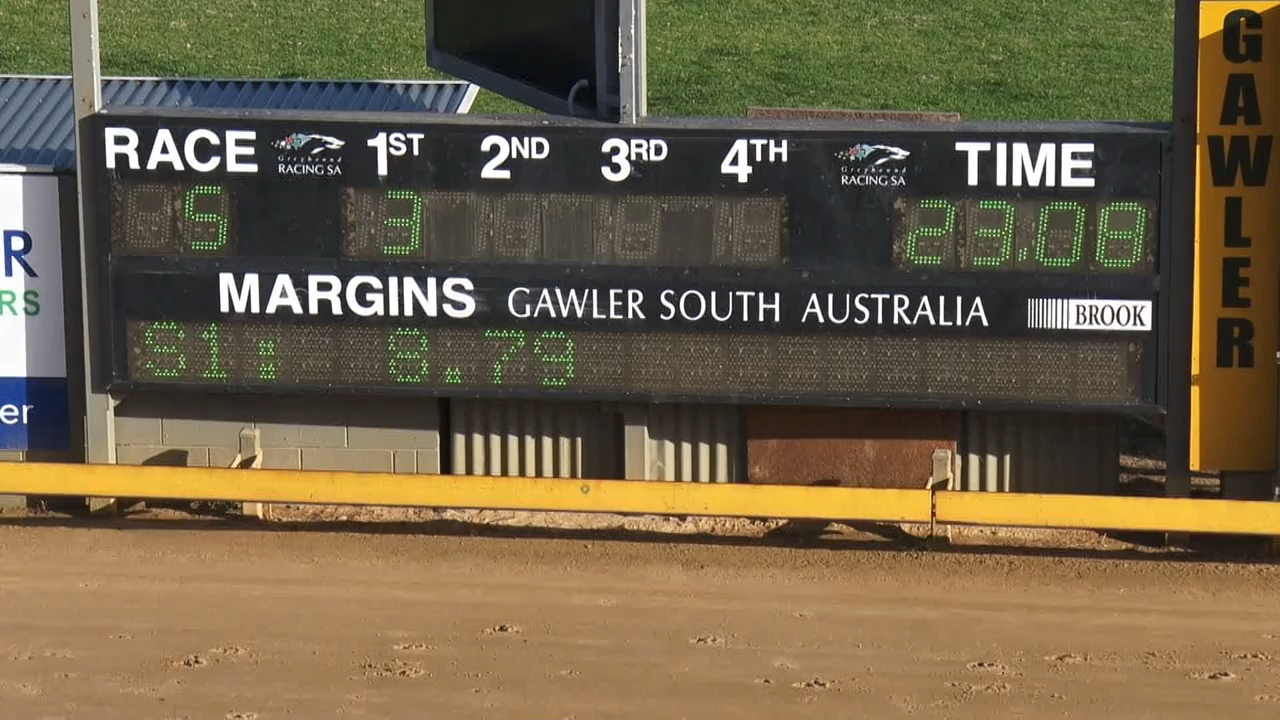 RACE
Greyhound
RACING SA
1ST
2ND
3RD
4TH
Greyhound
RACING SA
TIME
5
3
23.08
MARGINS
GAWLER SOUTH AUSTRALIA
BROOK
S1: 8.79
GAWLER
R
RS
er